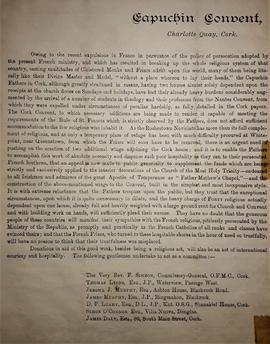 Capuchin Convent,
Charlotte Quay, Cork.
Owing to the recent expulsions in France in pursuance of the policy of persecution adopted by
the present French ministry, and which has resulted in breaking up the whole religious system of that
country, sending multitudes of Cloistered Monks and Friars adrift upon the world, many of them being liter-
ally like their Divine Master and Model, "without a place whereon to lay their heads," the Capuchin
Fathers in Cork, although greatly straitened in means, having two houses almost solely dependent upon the
receipts at the church doors on Sundays and holidays, have had their already heavy burdens considerably aug-
mented by the arrival of a number of students in theology and their professors from the Nantes Convent, from
which they were expelled under circumstances of peculiar harshness, as fully detailed in the Cork papers.
The Cork Convent, to which necessary additions are being made to render it capable of meeting the
requirements of the Rule of St. Francis which is strictly observed by the Fathers, does not afford sufficient
accommodation to the five religious who inhabit it. As the Rochestown Novitiate has more than its full comple-
ment of religious, and as only a temporary place of refuge has been with much difficulty procured at White-
point, near Queenstown, from which the Fathers will soon have to be removed, there is an urgent need for
pushing on the erection of two additional wings adjoining the Cork house; and it is to enable the Fathers
to accomplish this work of absolute necessity and dispense such poor hospitality as they can to their persecuted
French brethren, that an appeal is now made to public generosity to supplement the funds which are being
strictly and exclusively applied to the interior decorations of the Church of the Most Holy Trinity—endeared
to all Irishmen and admirers of the great Apostle of Temperance as "Father Mathew's Chapel,"—and the
construction of the above-mentioned wings to the Convent, built in the simplest and most inexpensive style.
It is with extreme reluctance that the Fathers trespass upon the public, but they trust that the exceptional
circumstances, upon which it is quite unnecessary to dilate, and the heavy charge of FORTY religious actually
dependent upon one house, already full and heavily weighted with a large ground rent for the Church and Convent
and with building work on hands, will sufficiently plead their excuse. They have no doubt that the generous
people of these counties will manifest their sympathies with the French religious, pitilessly persecuted by the
Ministry of the Republic, as promptly and practically as the French Catholics of all ranks and classes have
evinced theirs; and that the French Friars, who turned to these hospitable shores in the hour of need so trustfully,
will have no reason to think that their trustfulness was misplaced.
Donations in aid of this good work, besides being a religious act, will also be an act of international
courtesy and hospitality. The following gentlemen undertake to act as a committee:—
The Very Rev. F. Simeon, Commissary-General, O.F.M.C., Cork.
Thomas Lyons, Esq., J.P., Waterview, Passage West.
Jerome J. Murphy, Esq., Ashton House, Blackrock Road.
James Murphy, Esq., J.P., Ringmahon, Blackrock.
D. F. Leahy, Esq., D.L., J.P., Knt. O.S.G., Shanakiel House, Cork.
Simon Ronan, Esq., Villa Nuova, Douglas.
James Daly, Esq., 90, South Main Street, Cork.